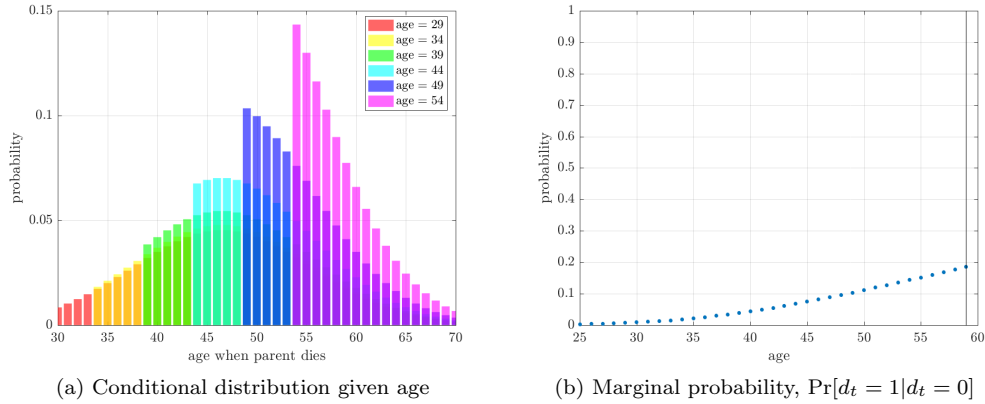 0.15
0.1
0.05
0
probability
30 35 40 45 50 55 60 65 70
age when parent dies
age = 29
age = 34
age = 39
age = 44
age = 49
age = 54
(a) Conditional distribution given age
1
0.9
0.8
0.7
0.6
0.5
0.4
0.3
0.2
0.1
0
probability
25 30 35 40 45 50 55 60
age
(b) Marginal probability, Pr[d_t = 1|d_t = 0]